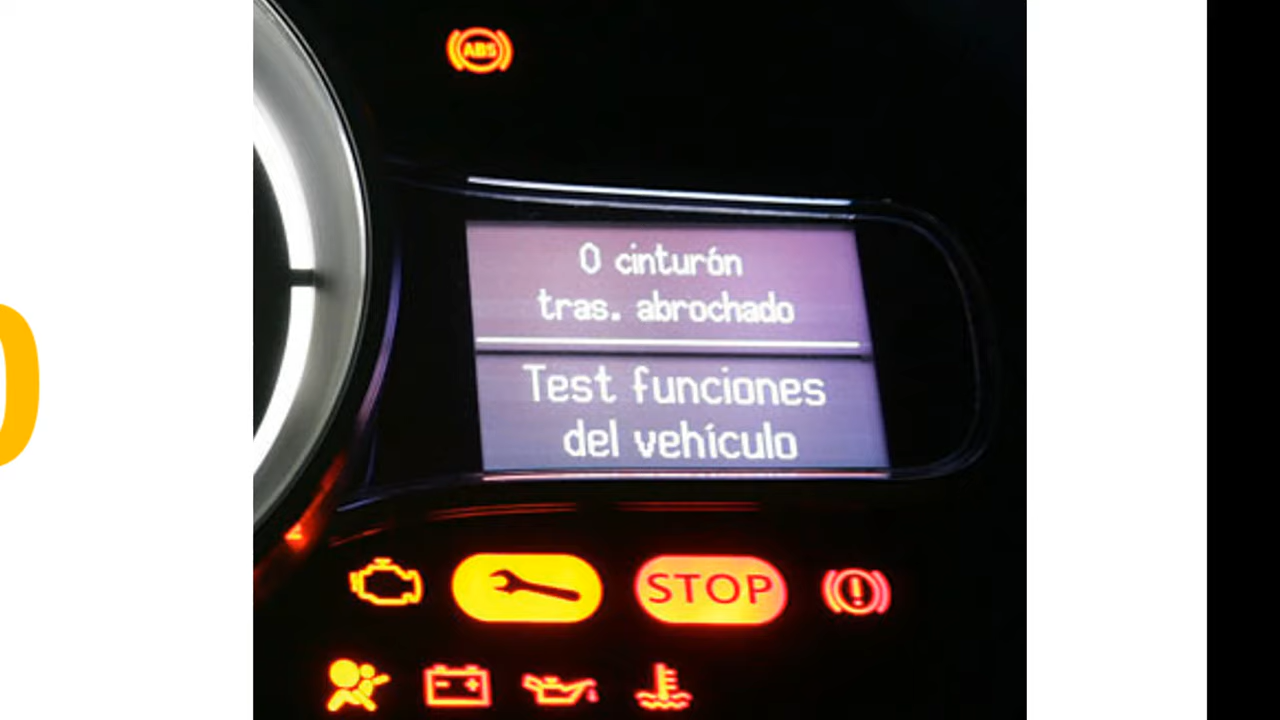 ABS
0 cinturón
tras. abrochado
Test funciones
del vehículo
STOP